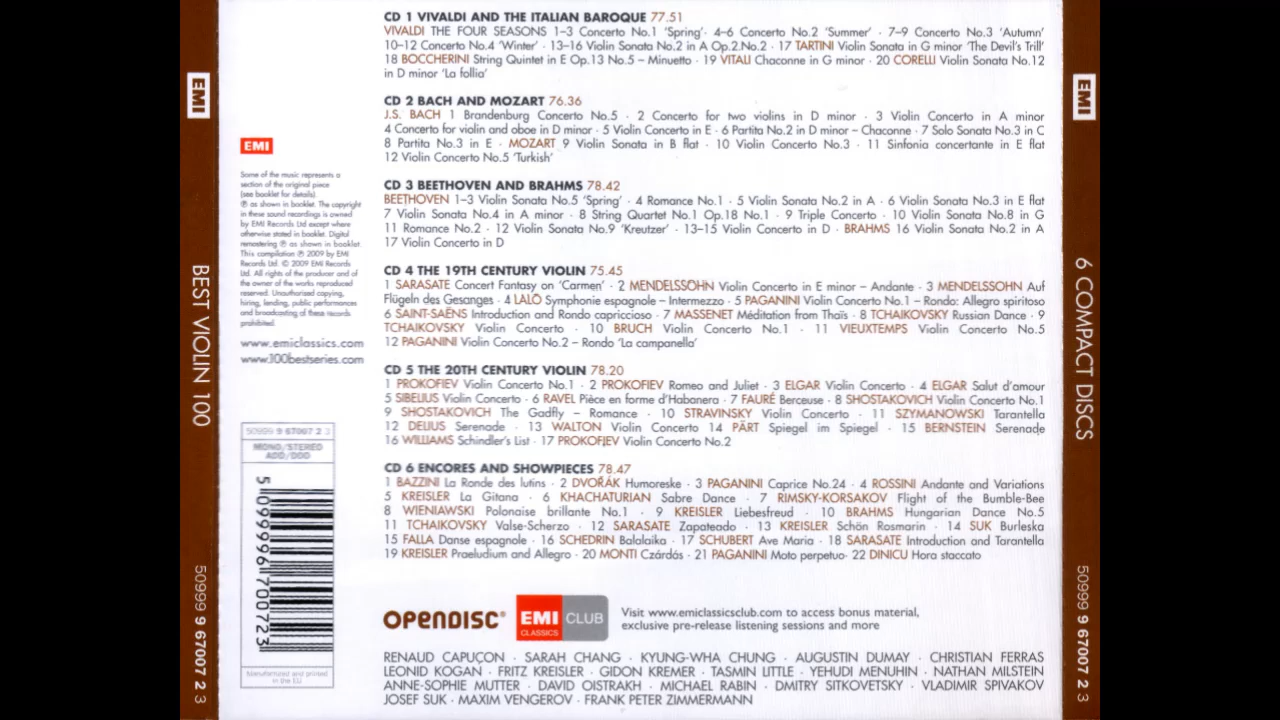 CD 1 VIVALDI AND THE ITALIAN BAROQUE 77.51
VIVALDI THE FOUR SEASONS 1–3 Concerto No.1 ‘Spring’· 4–6 Concerto No.2 ‘Summer’ · 7–9 Concerto No.3 ‘Autumn’
10–12 Concerto No.4 ‘Winter’ · 13–16 Violin Sonata No.2 in A Op.2.No.2 · 17 TARTINI Violin Sonata in G minor ‘The Devil’s Trill’
18 BOCCHERINI String Quintet in E Op.13 No.5 – Minuetto · 19 VITALI Chaconne in G minor · 20 CORELLI Violin Sonata No.12
in D minor ‘La follia’
CD 2 BACH AND MOZART 76.36
J.S. BACH 1 Brandenburg Concerto No.5 · 2 Concerto for two violins in D minor · 3 Violin Concerto in A minor
4 Concerto for violin and oboe in D minor · 5 Violin Concerto in E · 6 Partita No.2 in D minor – Chaconne · 7 Solo Sonata No.3 in C
8 Partita No.3 in E · MOZART 9 Violin Sonata in B flat · 10 Violin Concerto No.3 · 11 Sinfonia concertante in E flat
12 Violin Concerto No.5 ‘Turkish’
CD 3 BEETHOVEN AND BRAHMS 78.42
BEETHOVEN 1–3 Violin Sonata No.5 ‘Spring’ · 4 Romance No.1 · 5 Violin Sonata No.2 in A · 6 Violin Sonata No.3 in E flat
7 Violin Sonata No.4 in A minor · 8 String Quartet No.1 Op.18 No.1 · 9 Triple Concerto · 10 Violin Sonata No.8 in G
11 Romance No.2 · 12 Violin Sonata No.9 ‘Kreutzer’ · 13–15 Violin Concerto in D · BRAHMS 16 Violin Sonata No.2 in A
17 Violin Concerto in D
CD 4 THE 19TH CENTURY VIOLIN 75.45
1 SARASATE Concert Fantasy on ‘Carmen’ · 2 MENDELSSOHN Violin Concerto in E minor – Andante · 3 MENDELSSOHN Auf
Flügeln des Gesanges · 4 LALO Symphonie espagnole – Intermezzo · 5 PAGANINI Violin Concerto No.1 – Rondo: Allegro spiritoso
6 SAINT-SAËNS Introduction and Rondo capriccioso · 7 MASSENET Méditation from Thaïs · 8 TCHAIKOVSKY Russian Dance · 9
TCHAIKOVSKY Violin Concerto · 10 BRUCH Violin Concerto No.1 · 11 VIEUXTEMPS Violin Concerto No.5
12 PAGANINI Violin Concerto No.2 – Rondo ‘La campanella’
CD 5 THE 20TH CENTURY VIOLIN 78.20
1 PROKOFIEV Violin Concerto No.1 · 2 PROKOFIEV Romeo and Juliet · 3 ELGAR Violin Concerto · 4 ELGAR Salut d’amour
5 SIBELIUS Violin Concerto · 6 RAVEL Pièce en forme d’Habanera · 7 FAURÉ Berceuse · 8 SHOSTAKOVICH Violin Concerto No.1
9 SHOSTAKOVICH The Gadfly – Romance · 10 STRAVINSKY Violin Concerto · 11 SZYMANOWSKI Tarantella
12 DELIUS Serenade · 13 WALTON Violin Concerto 14 PÄRT Spiegel im Spiegel · 15 BERNSTEIN Serenade
16 WILLIAMS Schindler’s List · 17 PROKOFIEV Violin Concerto No.2
CD 6 ENCORES AND SHOWPIECES 78.47
1 BAZZINI La Ronde des lutins · 2 DVOŘÁK Humoreske · 3 PAGANINI Caprice No.24 · 4 ROSSINI Andante and Variations
5 KREISLER La Gitana · 6 KHACHATURIAN Sabre Dance · 7 RIMSKY-KORSAKOV Flight of the Bumble-Bee
8 WIENIAWSKI Polonaise brillante No.1 · 9 KREISLER Liebesfreud · 10 BRAHMS Hungarian Dance No.5
11 TCHAIKOVSKY Valse-Scherzo · 12 SARASATE Zapateado · 13 KREISLER Schön Rosmarin · 14 SUK Burleska
15 FALLA Danse espagnole · 16 SCHEDRIN Balalaika · 17 SCHUBERT Ave Maria · 18 SARASATE Introduction and Tarantella
19 KREISLER Praeludium and Allegro · 20 MONTI Czárdás · 21 PAGANINI Moto perpetuo· 22 DINICU Hora staccato
OPENDISC EMI CLASSICS CLUB
Visit www.emiclassicsclub.com to access bonus material,
exclusive pre-release listening sessions and more
RENAUD CAPUÇON · SARAH CHANG · KYUNG-WHA CHUNG · AUGUSTIN DUMAY · CHRISTIAN FERRAS
LEONID KOGAN · FRITZ KREISLER · GIDON KREMER · TASMIN LITTLE · YEHUDI MENUHIN · NATHAN MILSTEIN
ANNE-SOPHIE MUTTER · DAVID OISTRAKH · MICHAEL RABIN · DMITRY SITKOVETSKY · VLADIMIR SPIVAKOV
JOSEF SUK · MAXIM VENGEROV · FRANK PETER ZIMMERMANN
EMI
Some of the music represents a
section of the original piece
(see booklet for details).
℗ as shown in booklet. The copyright
in these sound recordings is owned
by EMI Records Ltd except where
otherwise stated in booklet. Digital
remastering ℗ as shown in booklet.
This compilation ℗ 2009 by EMI
Records Ltd. © 2009 EMI Records
Ltd. All rights of the producer and of
the owner of the works reproduced
reserved. Unauthorised copying,
hiring, lending, public performances
and broadcasting of these records
prohibited.
www.emiclassics.com
www.100bestseries.com
50999 9 67007 2 3
MONO/STEREO
ADD/DDD
5 099996 700723
Manufactured and printed
in the EU
EMI
BEST VIOLIN 100
50999 9 67007 2 3
EMI
6 COMPACT DISCS
50999 9 67007 2 3